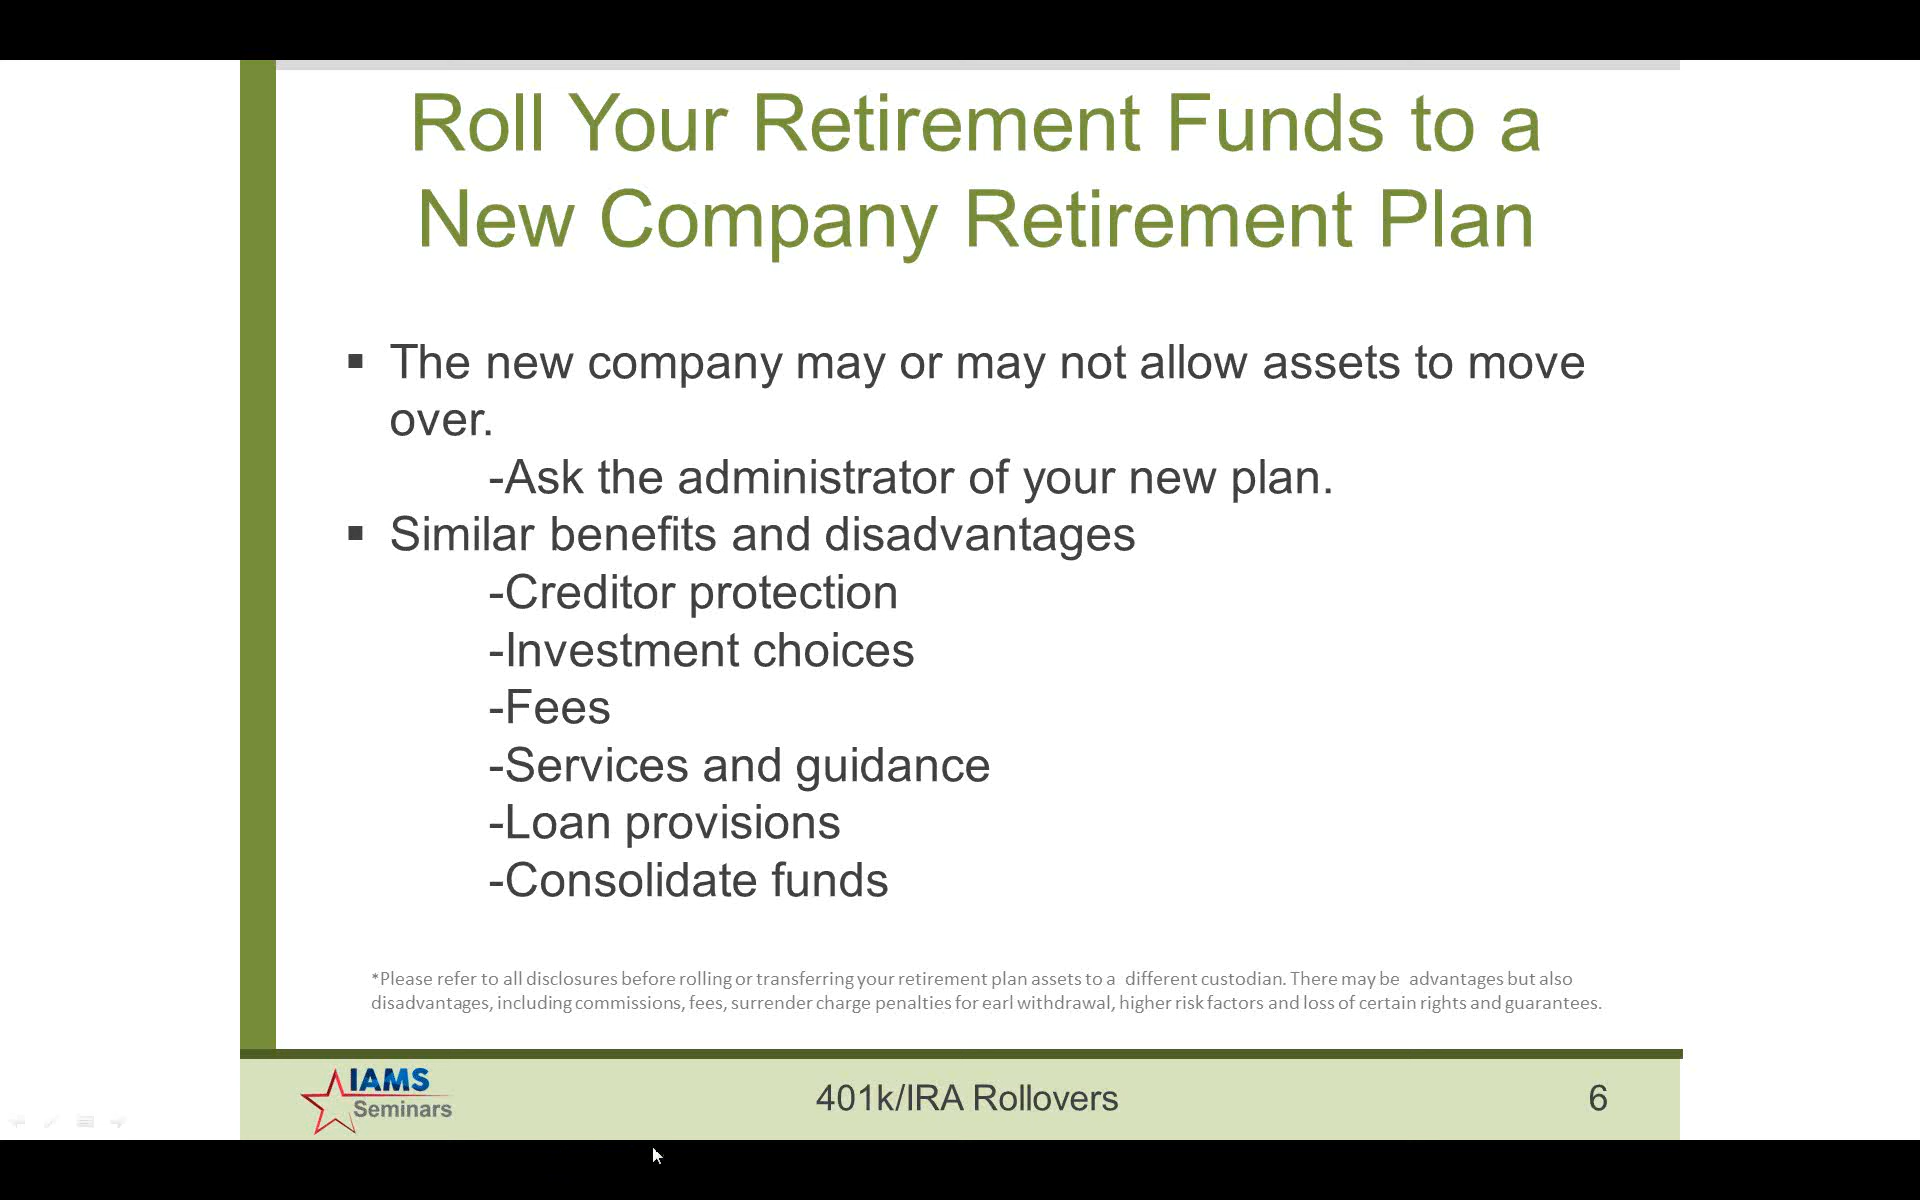 Roll Your Retirement Funds to a
New Company Retirement Plan
▪ The new company may or may not allow assets to move
over.
-Ask the administrator of your new plan.
▪ Similar benefits and disadvantages
-Creditor protection
-Investment choices
-Fees
-Services and guidance
-Loan provisions
-Consolidate funds
*Please refer to all disclosures before rolling or transferring your retirement plan assets to a different custodian. There may be advantages but also
disadvantages, including commissions, fees, surrender charge penalties for earl withdrawal, higher risk factors and loss of certain rights and guarantees.
IAMS
Seminars
401k/IRA Rollovers
6